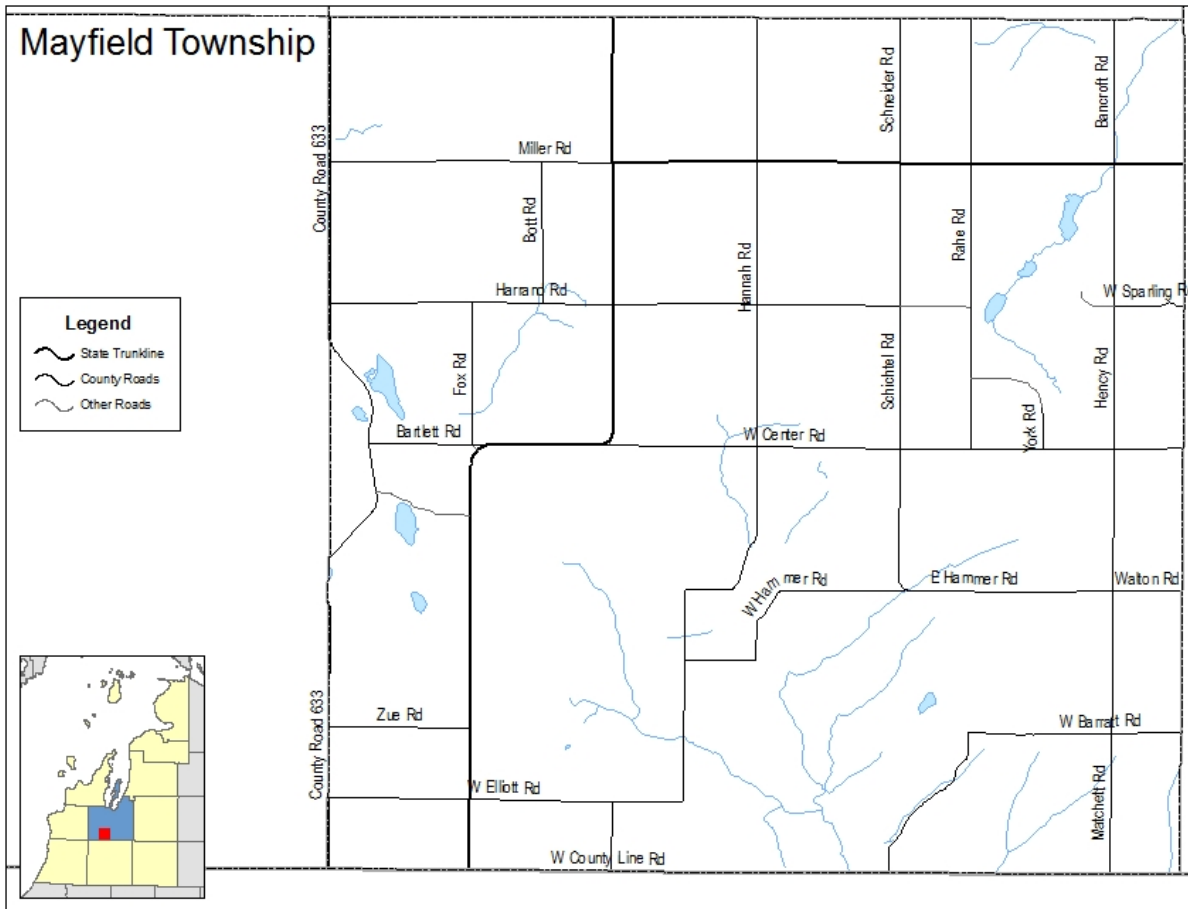 Mayfield Township
County Road 633
Miller Rd
Bott Rd
Schneider Rd
Bancroft Rd
Hannah Rd
Rahe Rd
Harrand Rd
W Sparling Rd
Legend
State Trunkline
County Roads
Other Roads
Fox Rd
Schichtel Rd
Hency Rd
Bartlett Rd
W Center Rd
York Rd
W Hammer Rd
E Hammer Rd
Walton Rd
County Road 633
Zue Rd
W Barratt Rd
W Elliott Rd
Matchett Rd
W County Line Rd